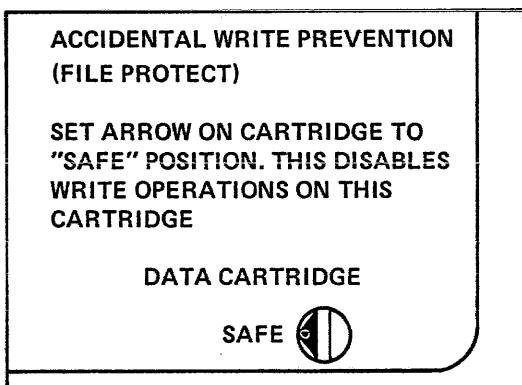 ACCIDENTAL WRITE PREVENTION
(FILE PROTECT)
SET ARROW ON CARTRIDGE TO
"SAFE" POSITION. THIS DISABLES
WRITE OPERATIONS ON THIS
CARTRIDGE
DATA CARTRIDGE
SAFE